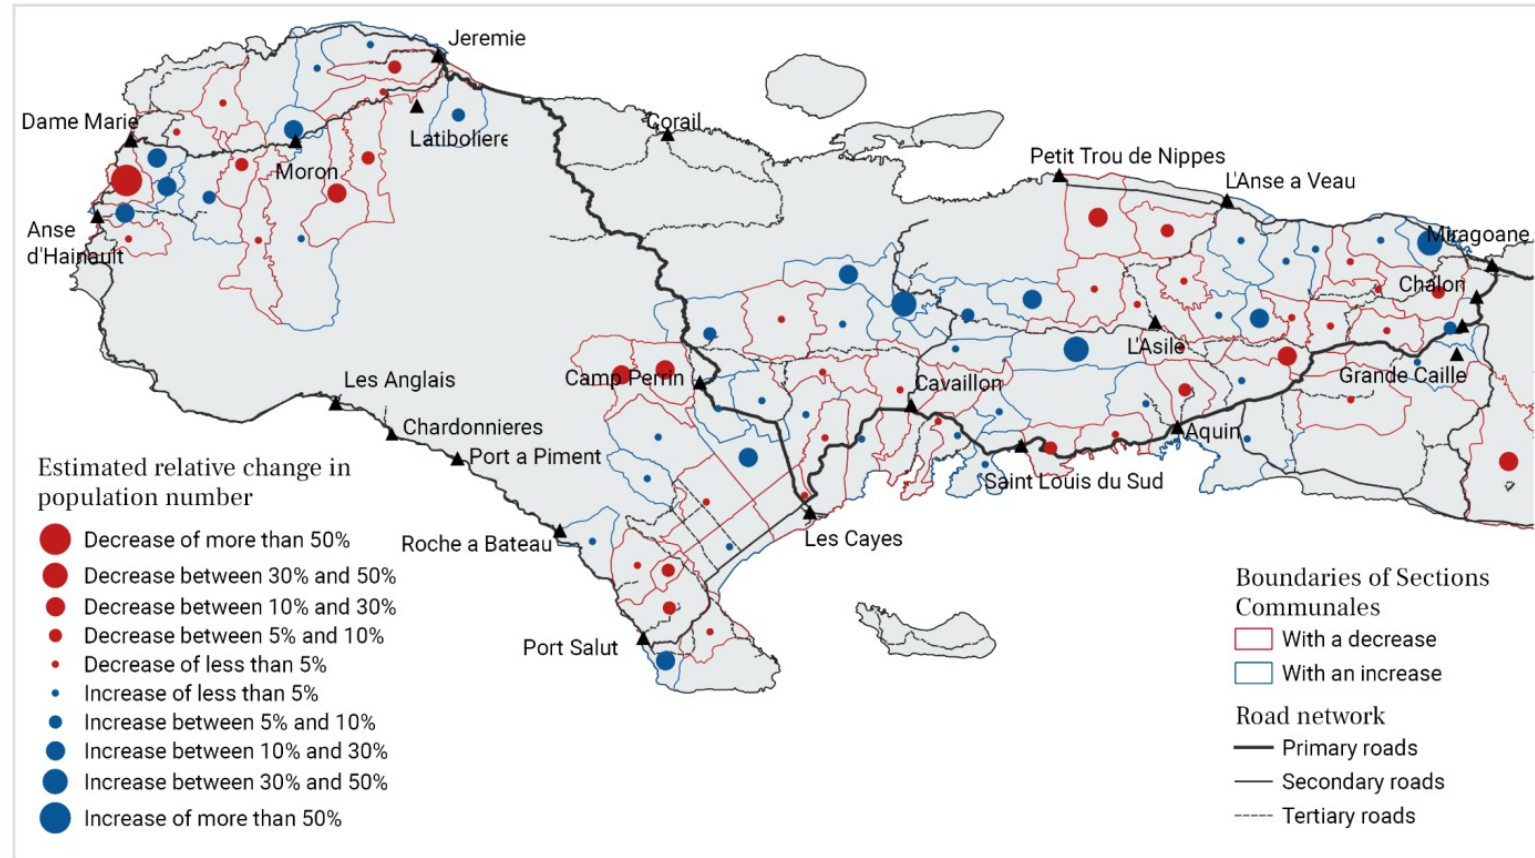 Jeremie
Dame Marie
Latiboliere
Corail
Moron
Petit Trou de Nippes
L'Anse a Veau
Anse
d'Hainault
Miragoane
Chalon
L'Asile
Camp Perrin
Les Anglais
Cavaillon
Grande Caille
Chardonnieres
Aquin
Port a Piment
Saint Louis du Sud
Roche a Bateau
Les Cayes
Port Salut
Estimated relative change in
population number
Decrease of more than 50%
Decrease between 30% and 50%
Decrease between 10% and 30%
Decrease between 5% and 10%
Decrease of less than 5%
Increase of less than 5%
Increase between 5% and 10%
Increase between 10% and 30%
Increase between 30% and 50%
Increase of more than 50%
Boundaries of Sections
Communales
With a decrease
With an increase
Road network
Primary roads
Secondary roads
Tertiary roads